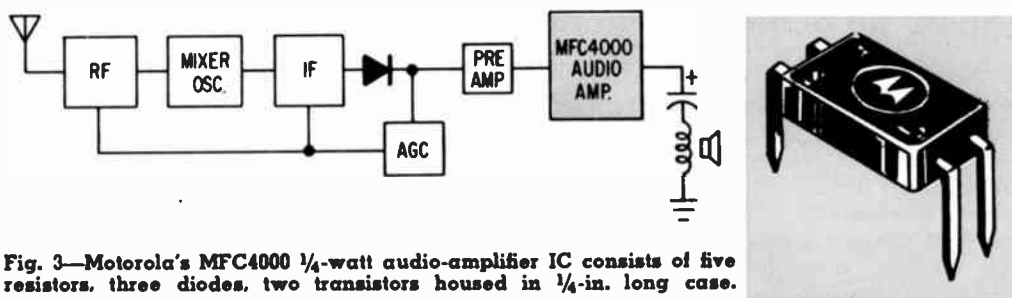 RF
MIXER
OSC.
IF
PRE
AMP
MFC4000
AUDIO
AMP.
+
AGC
Fig. 3—Motorola's MFC4000 ¼-watt audio-amplifier IC consists of five
resistors, three diodes, two transistors housed in ¼-in. long case.